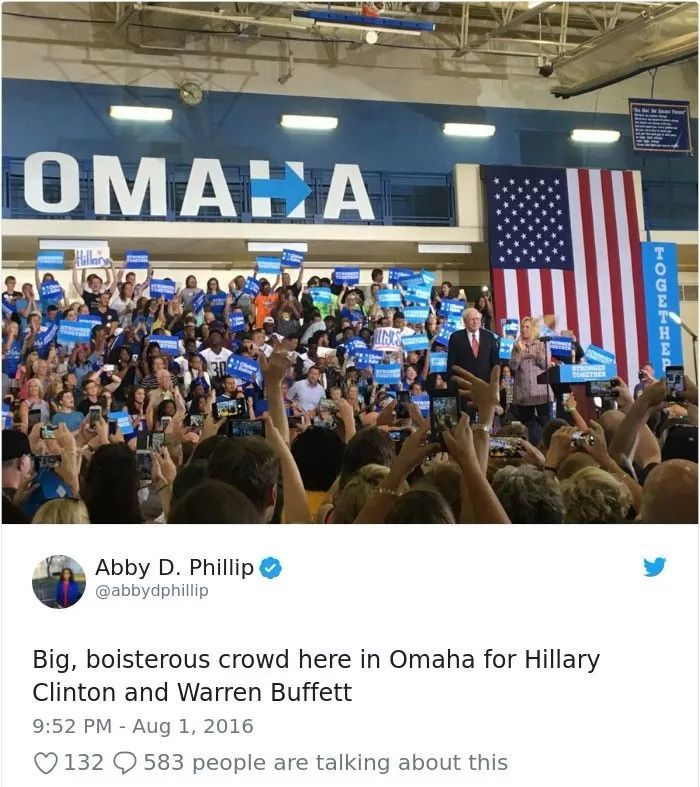 OMAHA
TOGETHER
Hillary
STRONGER
TOGETHER
Abby D. Phillip
@abbydphillip
Big, boisterous crowd here in Omaha for Hillary
Clinton and Warren Buffett
9:52 PM - Aug 1, 2016
132 583 people are talking about this